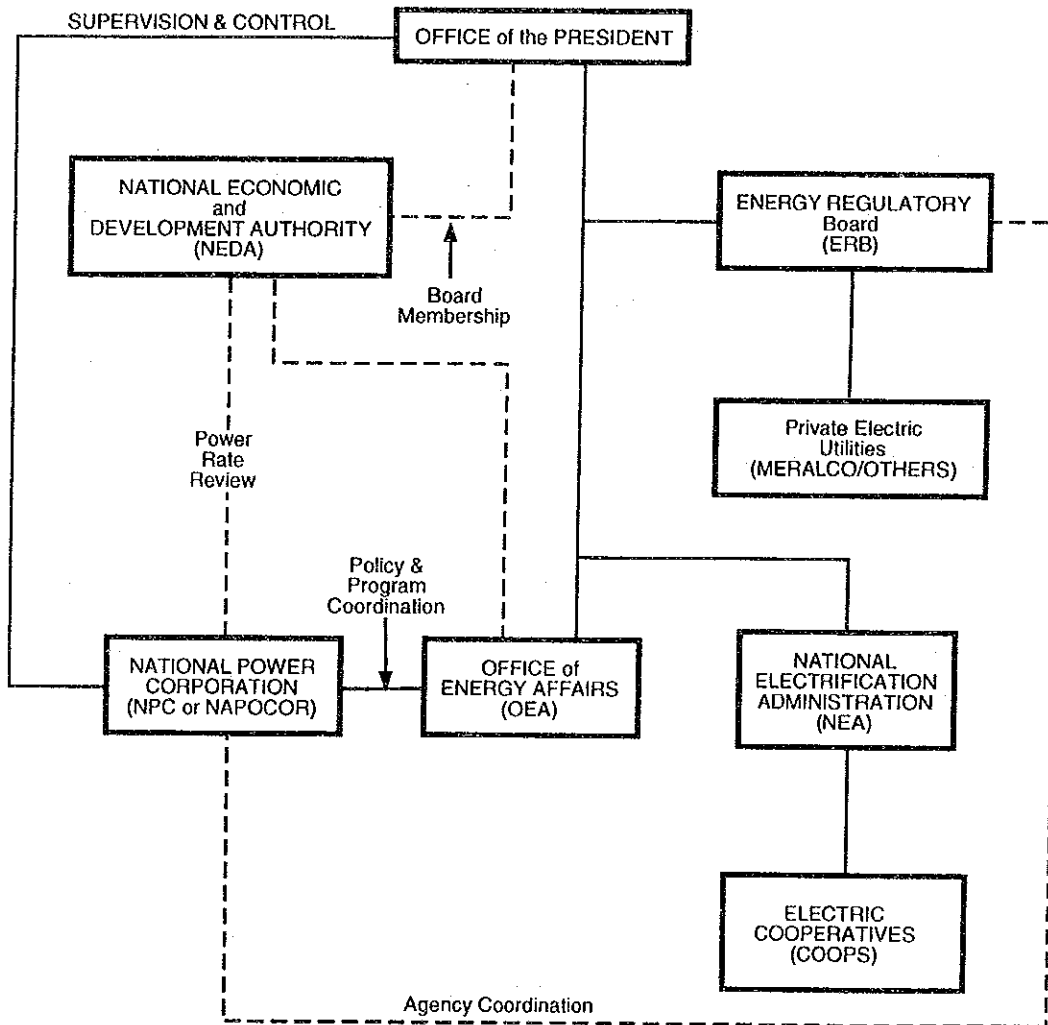 SUPERVISION & CONTROL
OFFICE of the PRESIDENT
NATIONAL ECONOMIC
and
DEVELOPMENT AUTHORITY
(NEDA)
Board
Membership
ENERGY REGULATORY
Board
(ERB)
Private Electric
Utilities
(MERALCO/OTHERS)
Power
Rate
Review
Policy &
Program
Coordination
NATIONAL POWER
CORPORATION
(NPC or NAPOCOR)
OFFICE of
ENERGY AFFAIRS
(OEA)
NATIONAL
ELECTRIFICATION
ADMINISTRATION
(NEA)
ELECTRIC
COOPERATIVES
(COOPS)
Agency Coordination